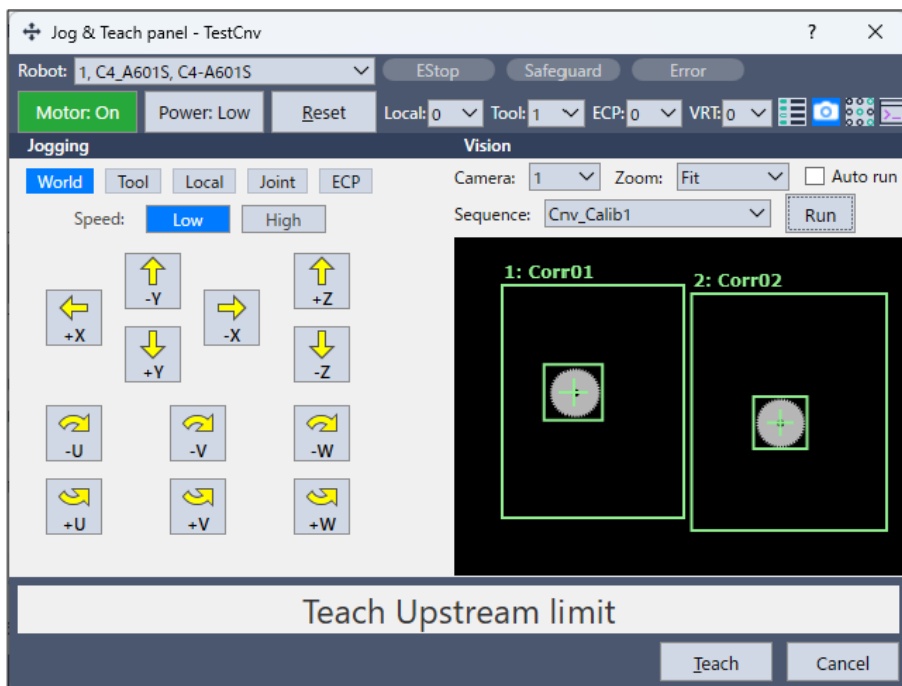 Jog & Teach panel - TestCnv ?
Robot: 1, C4_A601S, C4-A601S EStop Safeguard Error
Motor: On Power: Low Reset Local: 0 Tool: 1 ECP: 0 VRT: 0
Jogging Vision
World Tool Local Joint ECP Camera: 1 Zoom: Fit Auto run
Speed: Low High Sequence: Cnv_Calib1 Run
1: Corr01
2: Corr02
-Y +Z
+X -X
+Y -Z
-U -V -W
+U +V +W
Teach Upstream limit
Teach Cancel